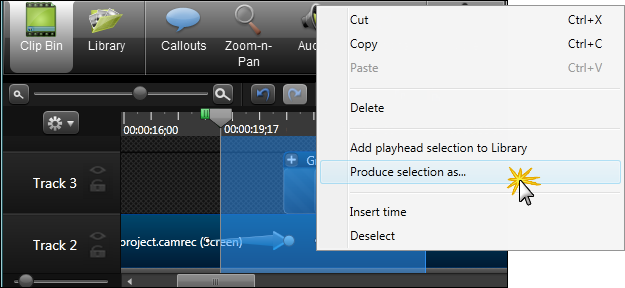 Clip Bin
Library
Callouts
Zoom-n-
Pan
Au
Cut Ctrl+X
Copy Ctrl+C
Paste Ctrl+V
Delete
Add playhead selection to Library
Produce selection as...
Insert time
Deselect
00:00:16;00 00:00:19;17
Track 3
G
Track 2
project.camrec (Screen)